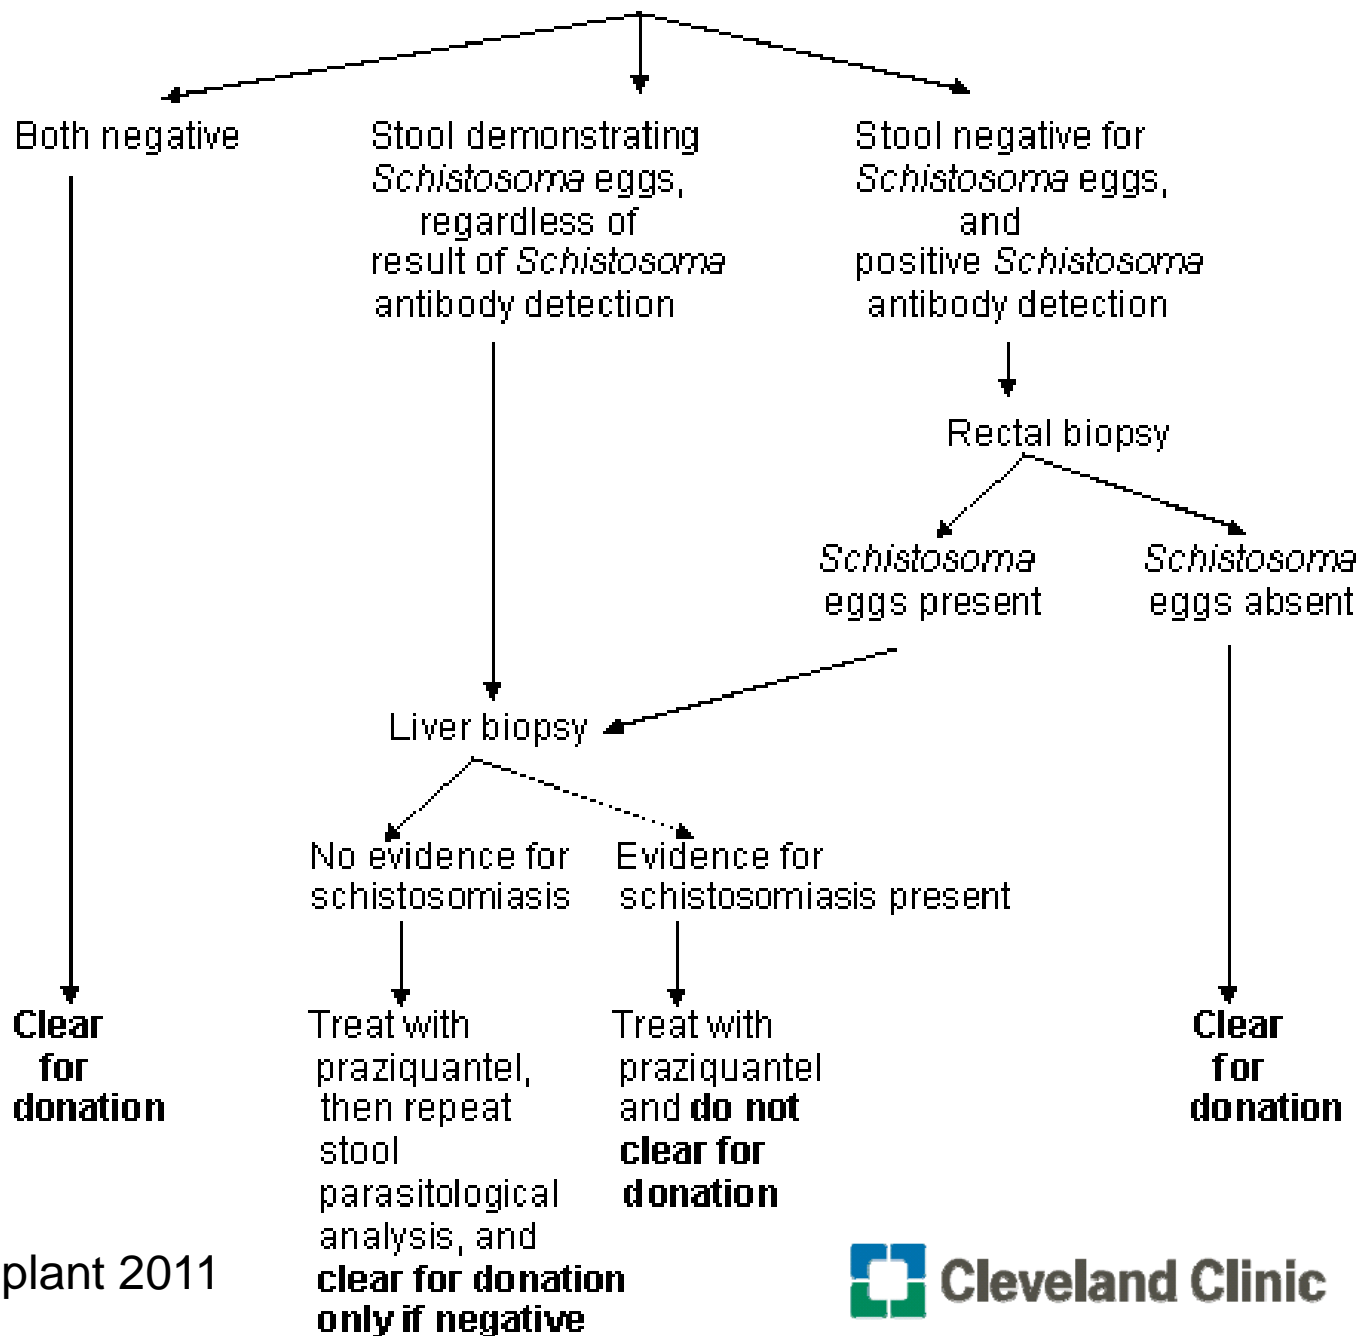 Both negative
Stool demonstrating
Schistosoma eggs,
regardless of
result of Schistosoma
antibody detection
Stool negative for
Schistosoma eggs,
and
positive Schistosoma
antibody detection
Rectal biopsy
Schistosoma
eggs present
Schistosoma
eggs absent
Liver biopsy
No evidence for
schistosomiasis
Evidence for
schistosomiasis present
Clear
for
donation
Treat with
praziquantel,
then repeat
stool
parasitological
analysis, and
clear for donation
only if negative
Treat with
praziquantel
and do not
clear for
donation
Clear
for
donation
plant 2011
Cleveland Clinic